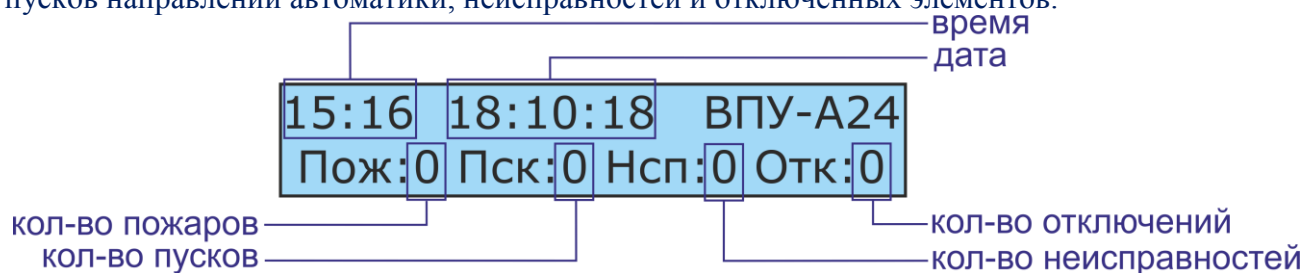 пусков направлений автоматики, неисправностей и отключенных элементов.
время
дата
15:16 18:10:18 ВПУ-А24
Пож:0 Пск:0 Нсп:0 Отк:0
кол-во пожаров
кол-во отключений
кол-во пусков
кол-во неисправностей